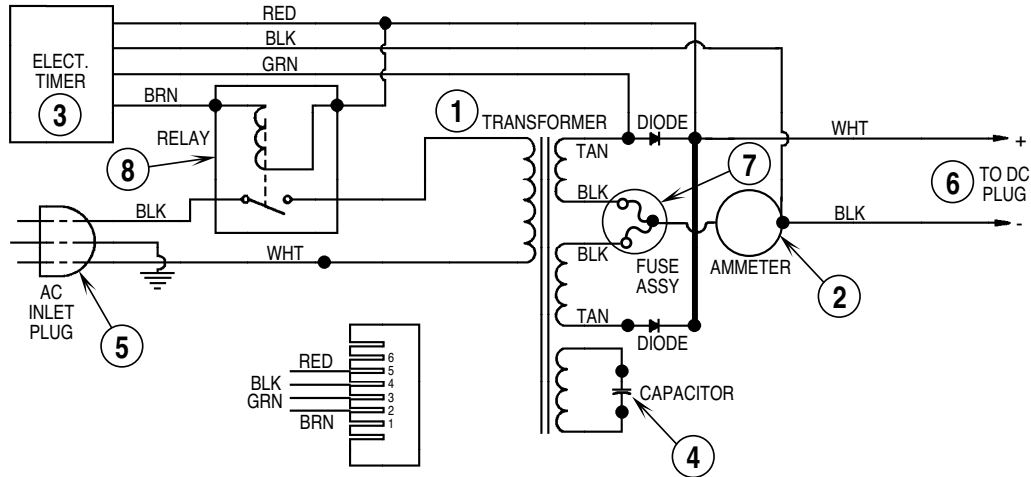 RED
BLK
GRN
BRN
ELECT.
TIMER
3
RELAY
8
1
TRANSFORMER
DIODE
TAN
BLK
7
WHT
+
6
TO DC
PLUG
BLK
-
BLK
WHT
AC
INLET
PLUG
5
BLK
FUSE
ASSY
AMMETER
2
TAN
DIODE
CAPACITOR
4
RED
BLK
GRN
BRN
6
5
4
3
2
1